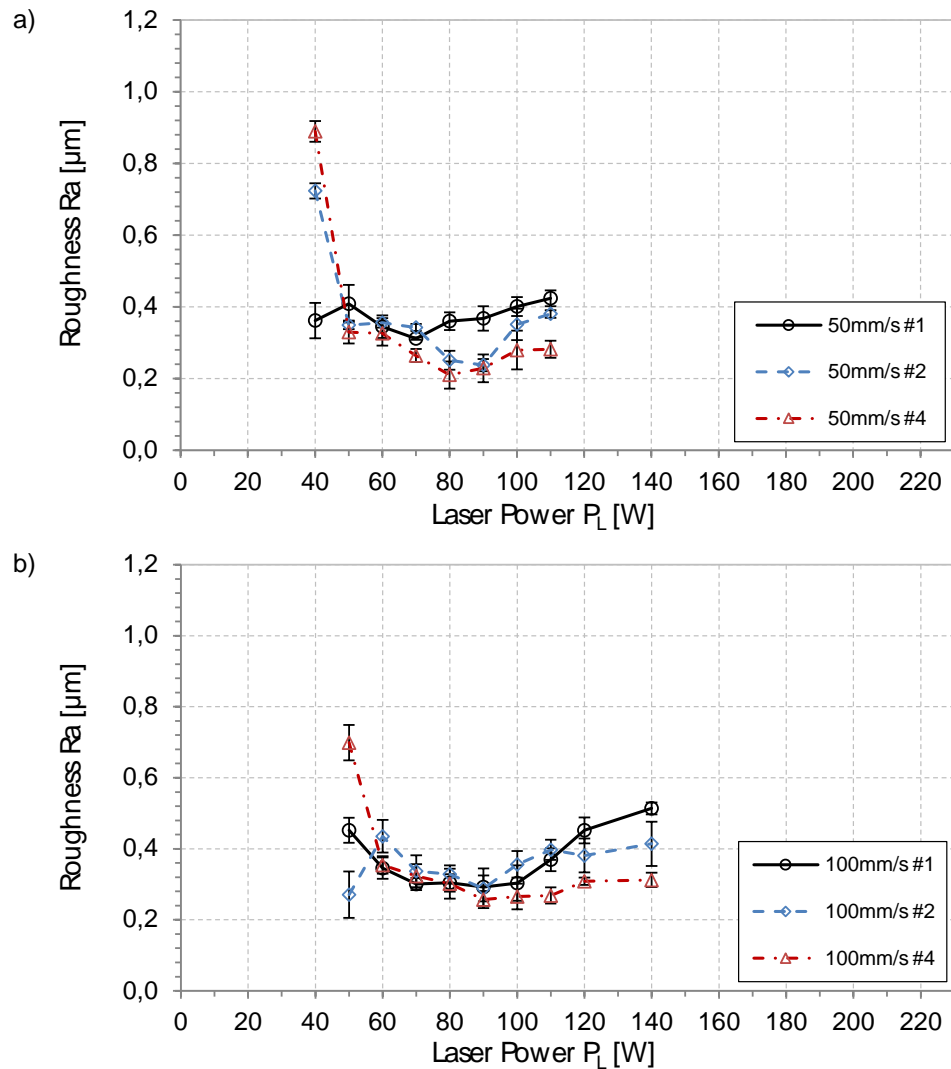 a)
1,2
1,0
0,8
0,6
0,4
0,2
0,0
Roughness Ra [µm]
50mm/s #1
50mm/s #2
50mm/s #4
0 20 40 60 80 100 120 140 160 180 200 220
Laser Power PL [W]
b)
1,2
1,0
0,8
0,6
0,4
0,2
0,0
Roughness Ra [µm]
100mm/s #1
100mm/s #2
100mm/s #4
0 20 40 60 80 100 120 140 160 180 200 220
Laser Power PL [W]